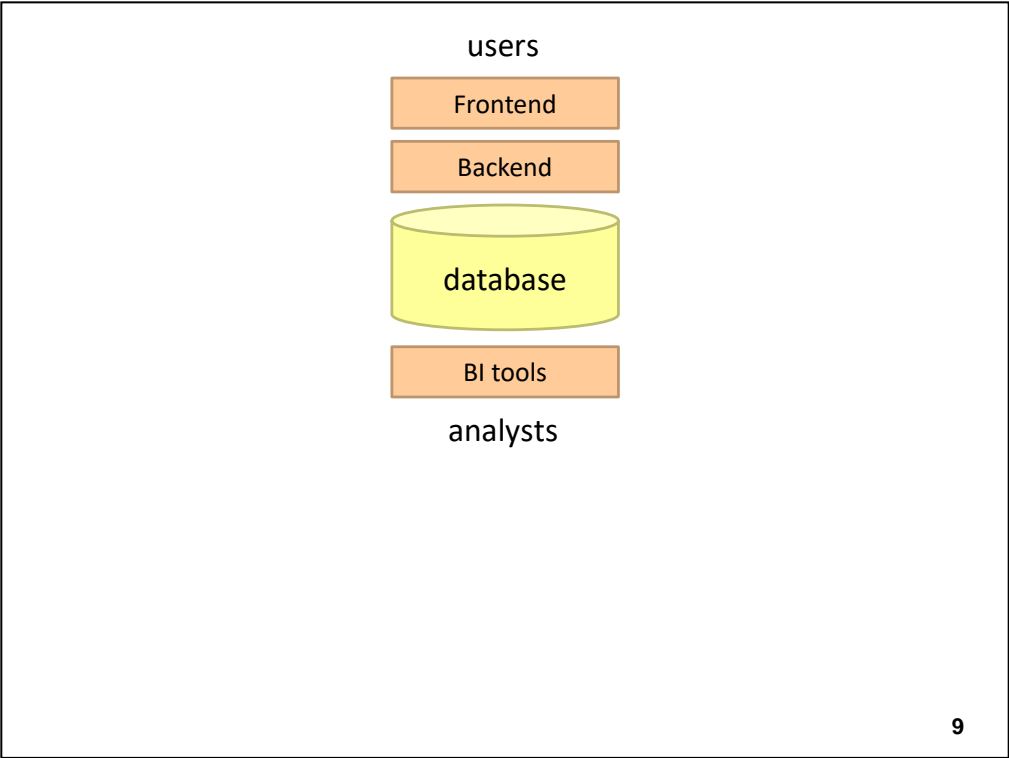 users
Frontend
Backend
database
BI tools
analysts
9